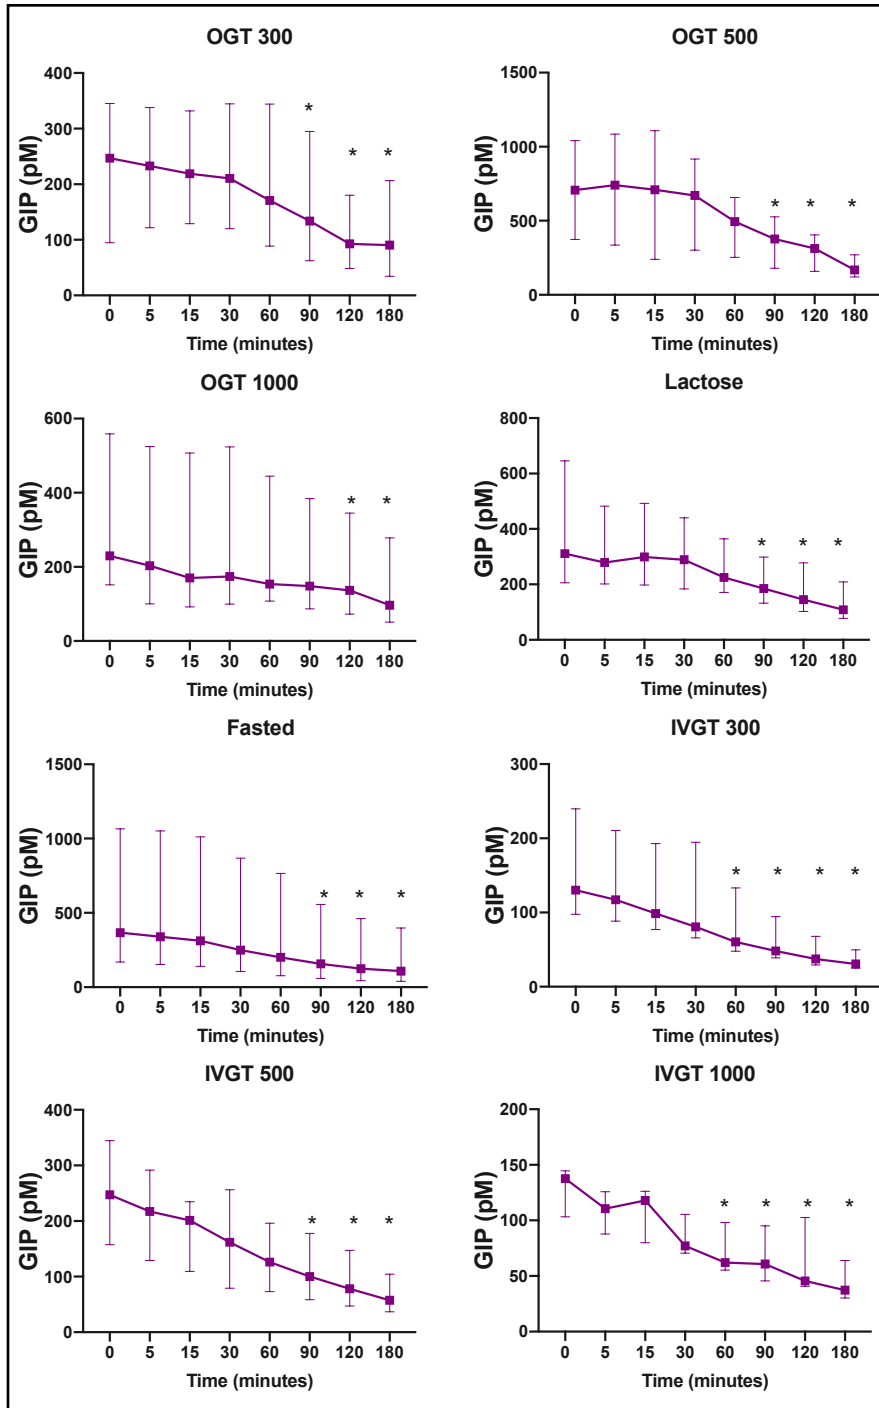 OGT 300
GIP (pM)
400
300
200
100
0
* * *
0 5 15 30 60 90 120 180
Time (minutes)
OGT 500
GIP (pM)
1500
1000
500
0
* * *
0 5 15 30 60 90 120 180
Time (minutes)
OGT 1000
GIP (pM)
600
400
200
0
* *
0 5 15 30 60 90 120 180
Time (minutes)
Lactose
GIP (pM)
800
600
400
200
0
* * *
0 5 15 30 60 90 120 180
Time (minutes)
Fasted
GIP (pM)
1500
1000
500
0
* * *
0 5 15 30 60 90 120 180
Time (minutes)
IVGT 300
GIP (pM)
300
200
100
0
* * * *
0 5 15 30 60 90 120 180
Time (minutes)
IVGT 500
GIP (pM)
400
300
200
100
0
* * *
0 5 15 30 60 90 120 180
Time (minutes)
IVGT 1000
GIP (pM)
200
150
100
50
0
* * * *
0 5 15 30 60 90 120 180
Time (minutes)